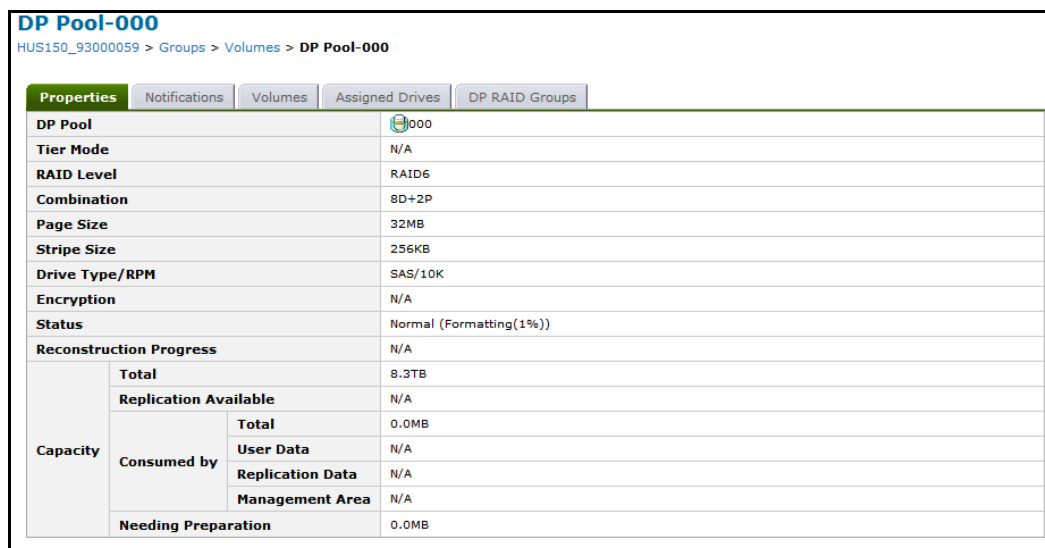 DP Pool-000
HUS150_93000059 > Groups > Volumes > DP Pool-000
Properties Notifications Volumes Assigned Drives DP RAID Groups
DP Pool 000
Tier Mode N/A
RAID Level RAID6
Combination 8D+2P
Page Size 32MB
Stripe Size 256KB
Drive Type/RPM SAS/10K
Encryption N/A
Status Normal (Formatting(1%))
Reconstruction Progress N/A
Capacity
Total 8.3TB
Replication Available N/A
Consumed by
Total 0.0MB
User Data N/A
Replication Data N/A
Management Area N/A
Needing Preparation 0.0MB